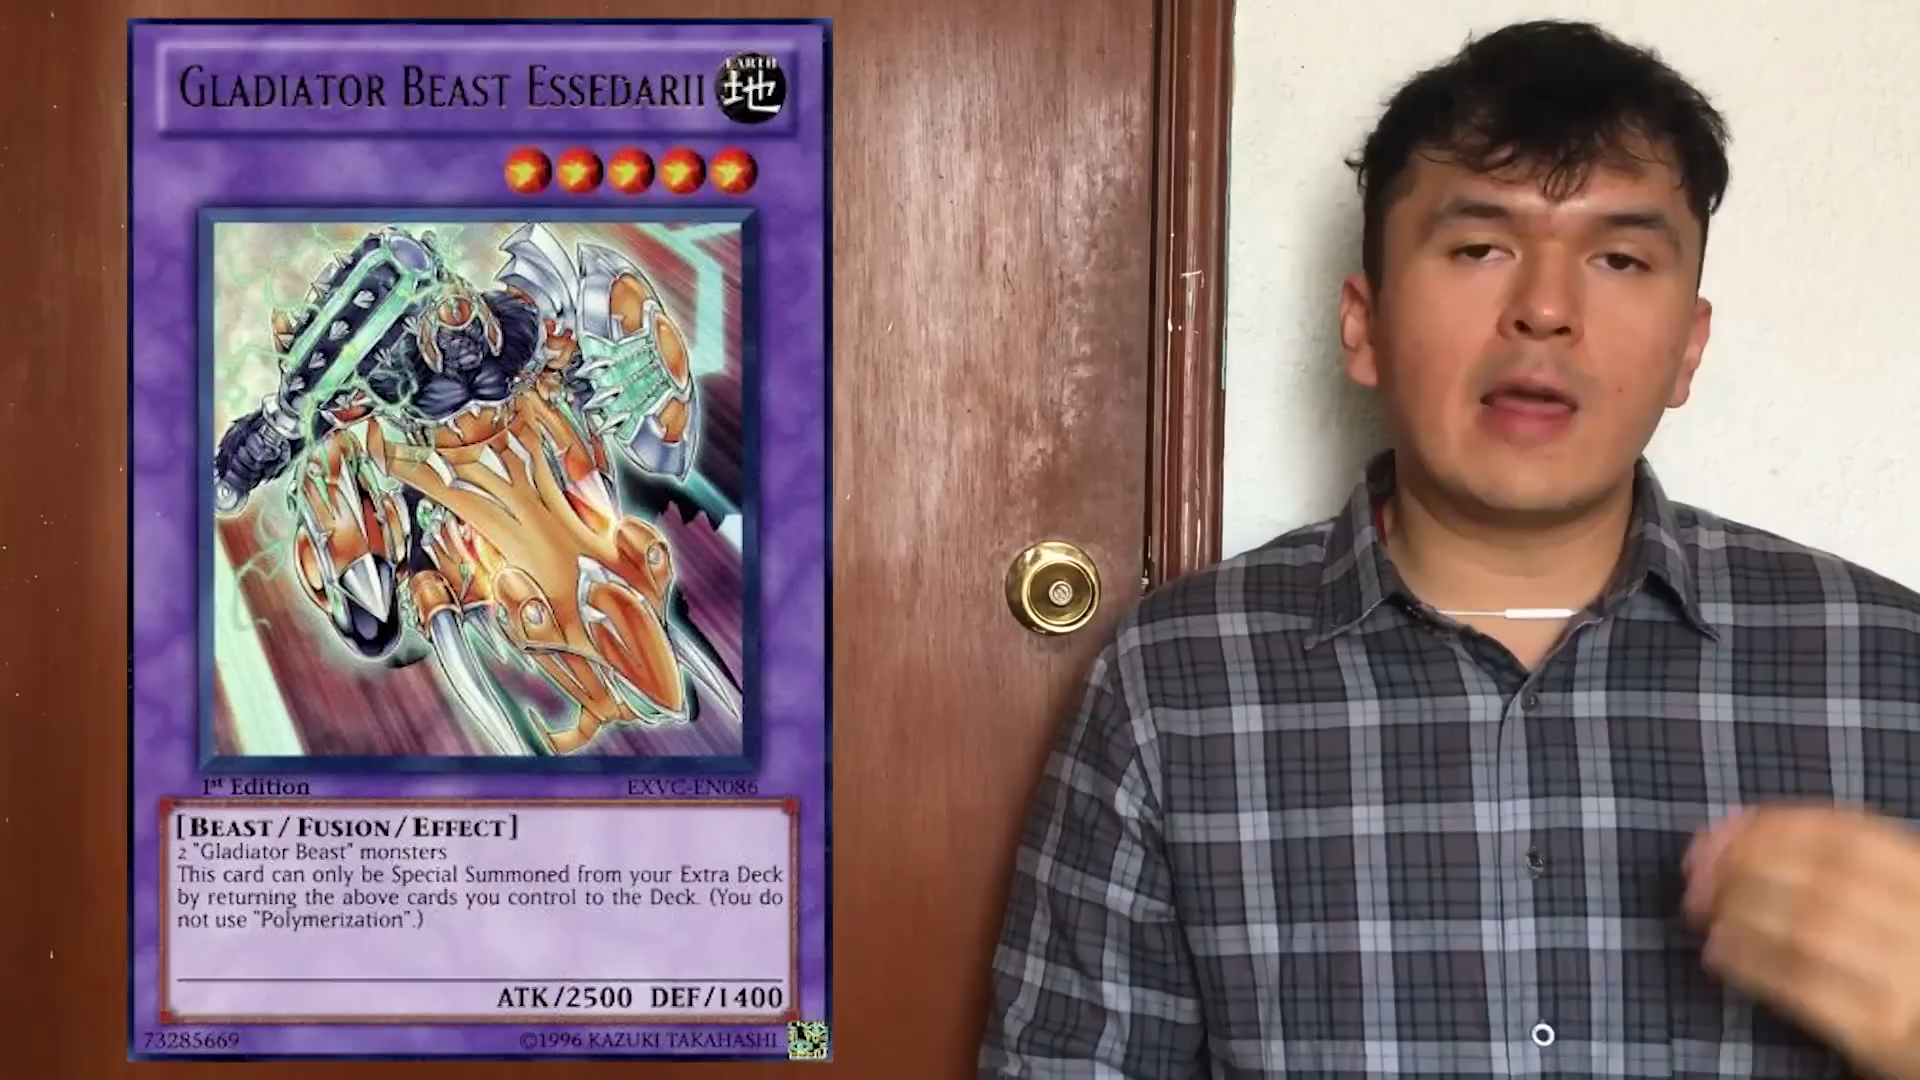 GLADIATOR BEAST ESSEDARII
EARTH
地
1st Edition
EXVC-EN086
[BEAST / FUSION / EFFECT]
2 "Gladiator Beast" monsters
This card can only be Special Summoned from your Extra Deck
by returning the above cards you control to the Deck. (You do
not use "Polymerization".)
ATK/2500 DEF/1400
73285669
©1996 KAZUKI TAKAHASHI